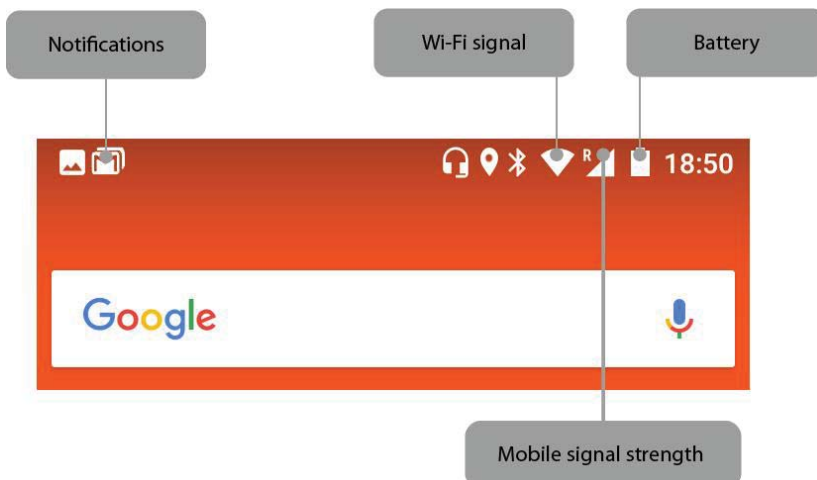 Notifications
Wi-Fi signal
Battery
R
18:50
Google
Mobile signal strength